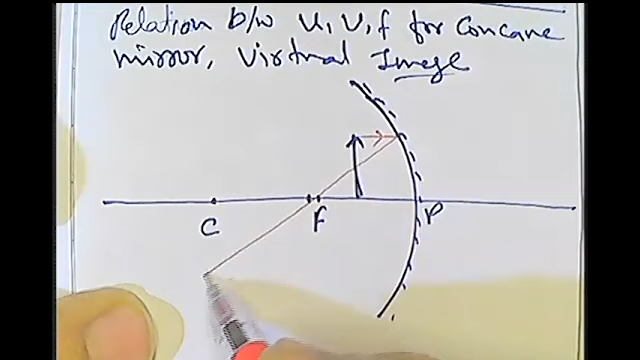 Relation b/w u, v, f for Concave
mirror, Virtual Image
C
F
P